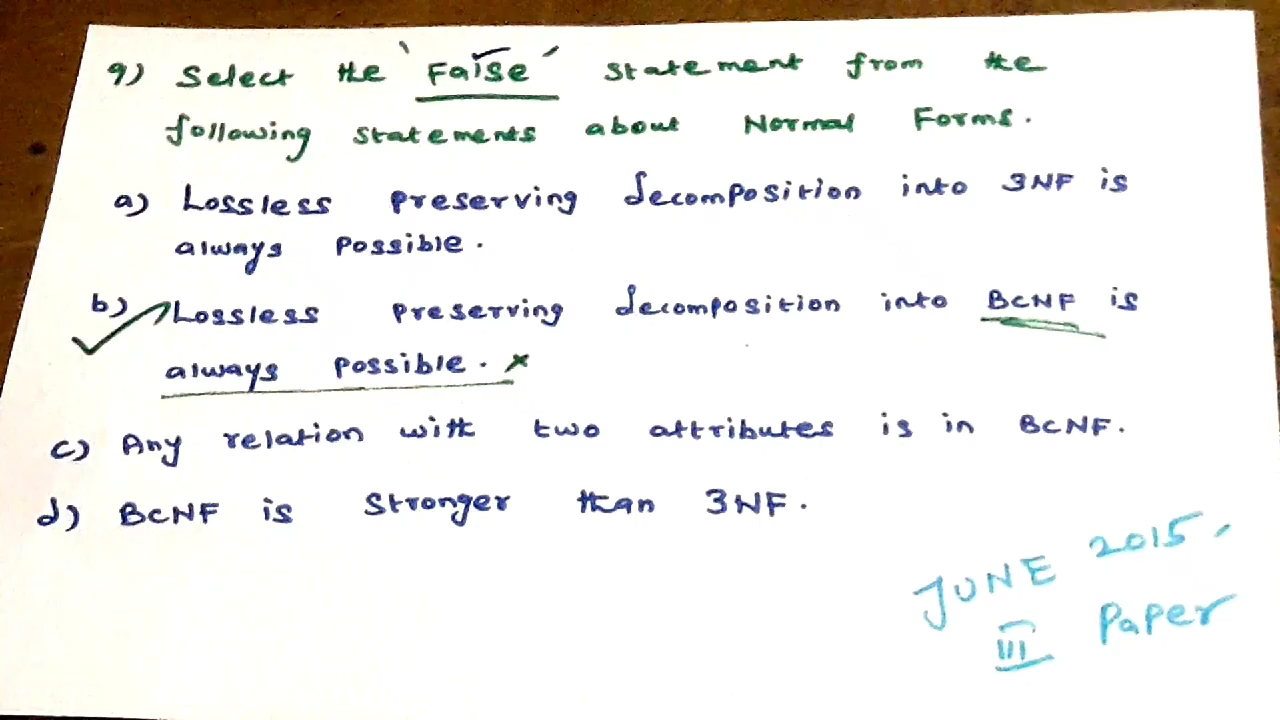 9) Select the 'False' statement from the
following statements about Normal Forms.
a) Lossless preserving decomposition into 3NF is
always possible.
b) Lossless preserving decomposition into BCNF is
always possible. x
c) Any relation with two attributes is in BCNF.
d) BCNF is stronger than 3NF.
JUNE 2015,
III Paper